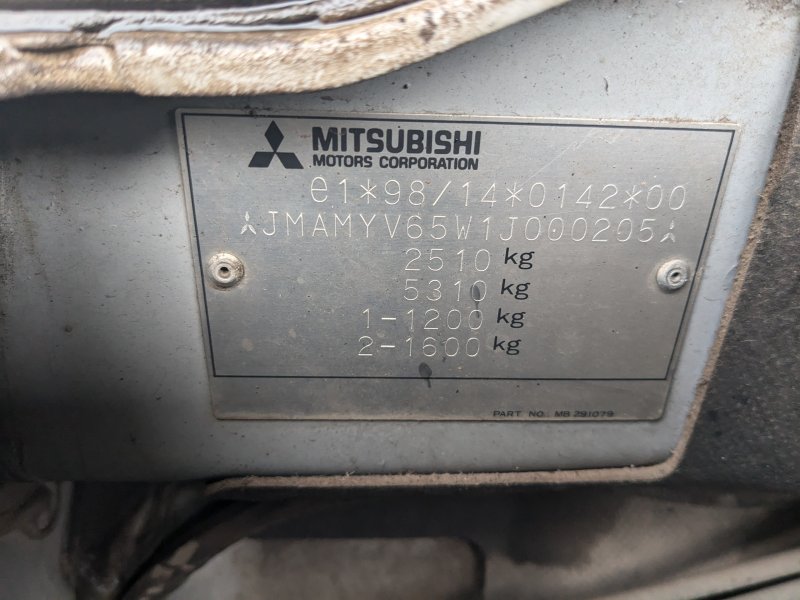 MITSUBISHI
MOTORS CORPORATION
e1*98/14*0142*00
JMAMYV65W1J000205
2510 kg
5310 kg
1-1200 kg
2-1600 kg
PART NO. MB 291079